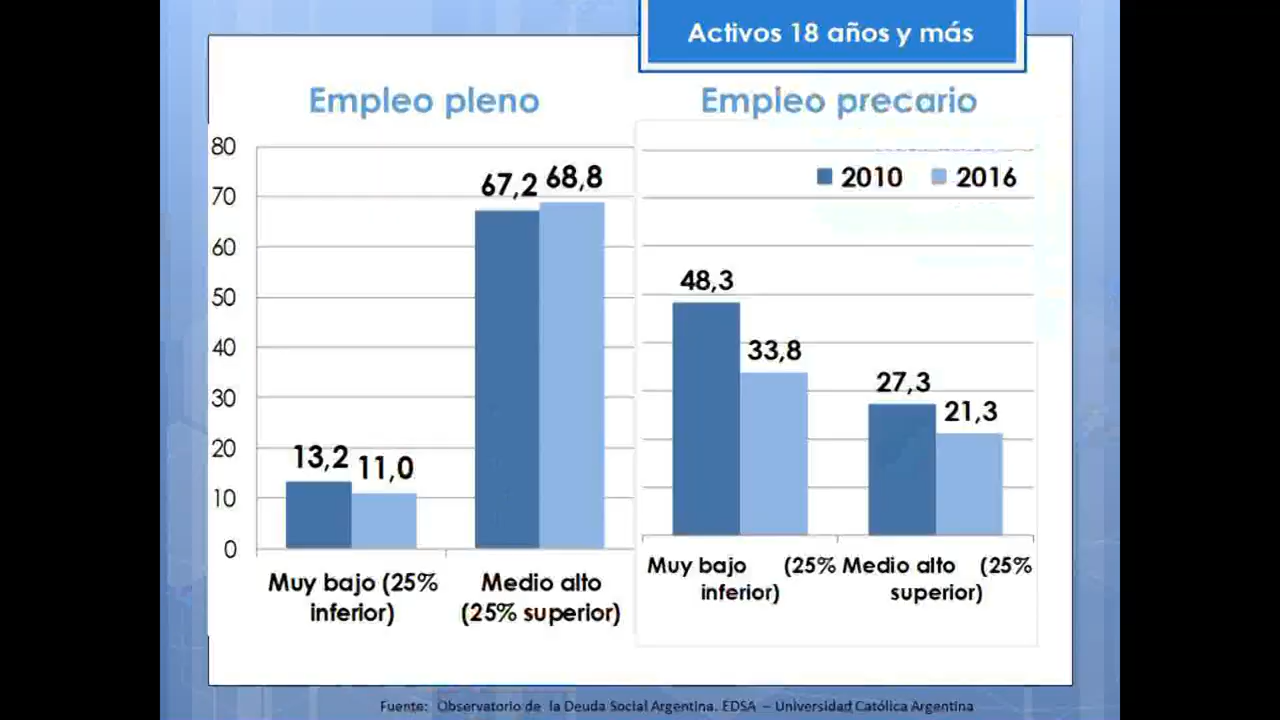 Activos 18 años y más
Empleo pleno
80
70
60
50
40
30
20
10
0
13,2
11,0
67,2
68,8
Muy bajo (25%
inferior)
Medio alto
(25% superior)
Empleo precario
2010
2016
48,3
33,8
27,3
21,3
Muy bajo (25%
inferior)
Medio alto (25%
superior)
Fuente: Observatorio de la Deuda Social Argentina. EDSA – Universidad Católica Argentina